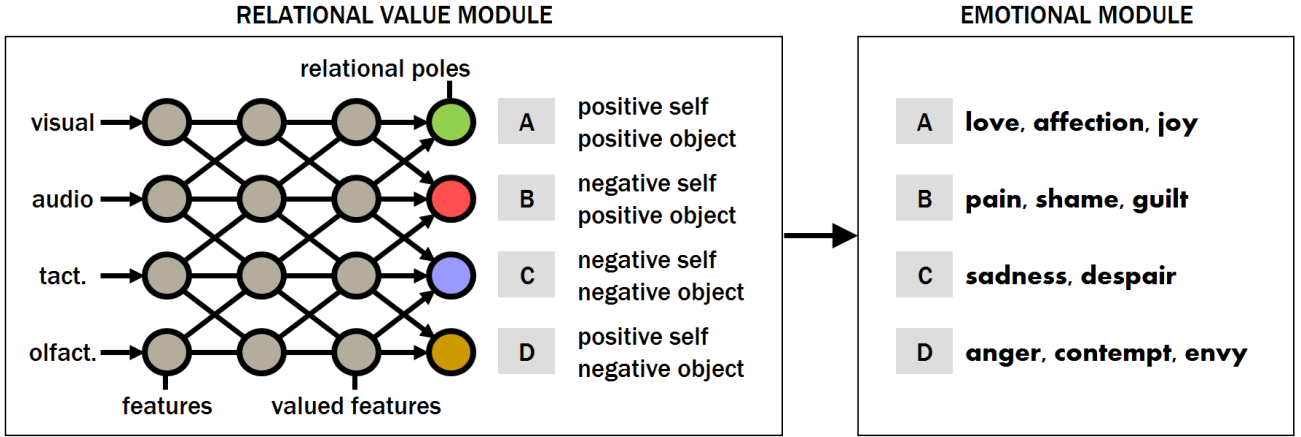 RELATIONAL VALUE MODULE
EMOTIONAL MODULE
relational poles
visual
audio
tact.
olfact.
features
valued features
A
positive self
positive object
B
negative self
positive object
C
negative self
negative object
D
positive self
negative object
A
love, affection, joy
B
pain, shame, guilt
C
sadness, despair
D
anger, contempt, envy